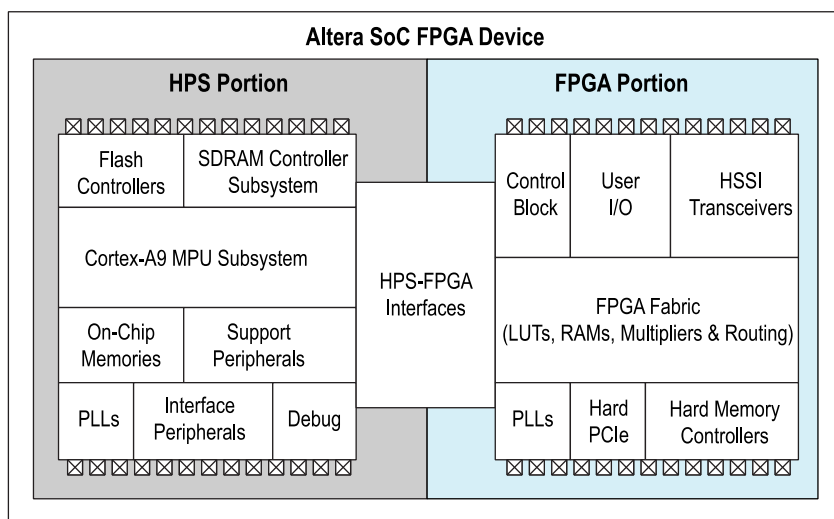 Altera SoC FPGA Device
HPS Portion
FPGA Portion
Flash
Controllers
SDRAM Controller
Subsystem
Cortex-A9 MPU Subsystem
On-Chip
Memories
Support
Peripherals
PLLs
Interface
Peripherals
Debug
HPS-FPGA
Interfaces
Control
Block
User
I/O
HSSI
Transceivers
FPGA Fabric
(LUTs, RAMs, Multipliers & Routing)
PLLs
Hard
PCIe
Hard Memory
Controllers